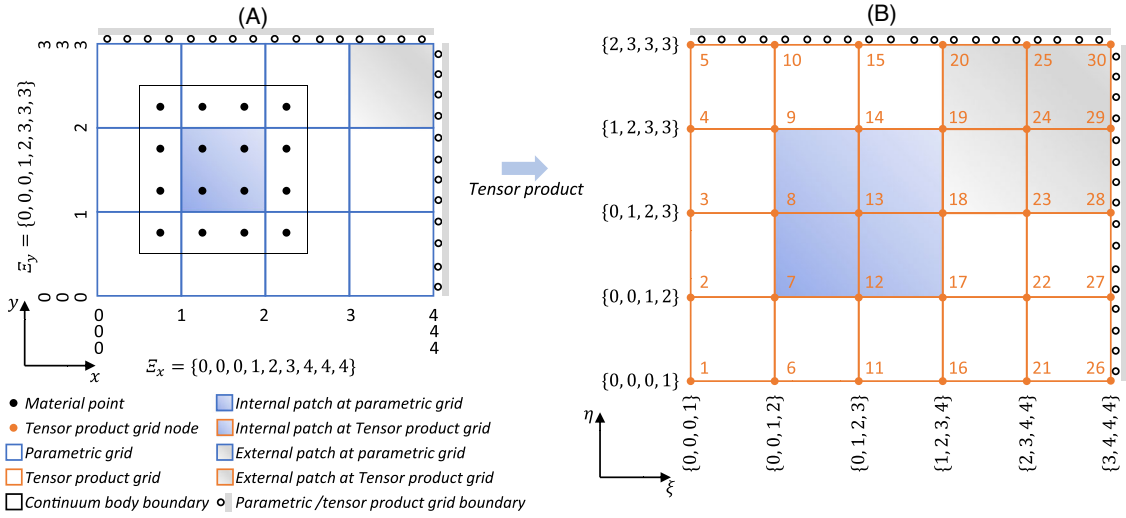 (A)
(B)
3 3 3
2
1
0 0 0
Ξy = {0, 0, 0, 1, 2, 3, 3, 3}
y
x
0 0 0
1
2
3
4 4 4
Ξx = {0, 0, 0, 1, 2, 3, 4, 4, 4}
Tensor product
{2, 3, 3, 3}
{1, 2, 3, 3}
{0, 1, 2, 3}
{0, 0, 1, 2}
{0, 0, 0, 1}
5 10 15 20 25 30
4 9 14 19 24 29
3 8 13 18 23 28
2 7 12 17 22 27
1 6 11 16 21 26
η
ξ
{0, 0, 0, 1}
{0, 0, 1, 2}
{0, 1, 2, 3}
{1, 2, 3, 4}
{2, 3, 4, 4}
{3, 4, 4, 4}
Material point
Tensor product grid node
Parametric grid
Tensor product grid
Continuum body boundary
Internal patch at parametric grid
Internal patch at Tensor product grid
External patch at parametric grid
External patch at Tensor product grid
Parametric /tensor product grid boundary